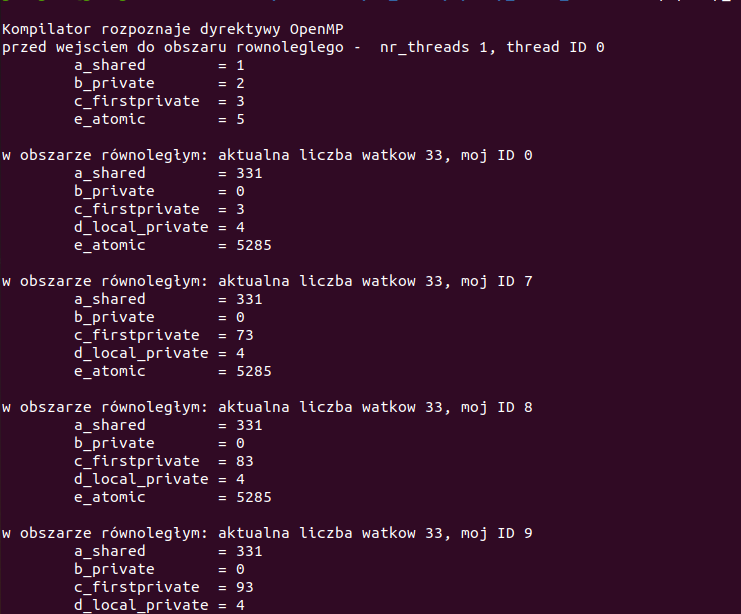 Kompilator rozpoznaje dyrektywy OpenMP
przed wejsciem do obszaru rownoleglego -  nr_threads 1, thread ID 0
a_shared        = 1
b_private       = 2
c_firstprivate  = 3
e_atomic        = 5
w obszarze równoległym: aktualna liczba watkow 33, moj ID 0
a_shared        = 331
b_private       = 0
c_firstprivate  = 3
d_local_private = 4
e_atomic        = 5285
w obszarze równoległym: aktualna liczba watkow 33, moj ID 7
a_shared        = 331
b_private       = 0
c_firstprivate  = 73
d_local_private = 4
e_atomic        = 5285
w obszarze równoległym: aktualna liczba watkow 33, moj ID 8
a_shared        = 331
b_private       = 0
c_firstprivate  = 83
d_local_private = 4
e_atomic        = 5285
w obszarze równoległym: aktualna liczba watkow 33, moj ID 9
a_shared        = 331
b_private       = 0
c_firstprivate  = 93
d_local_private = 4